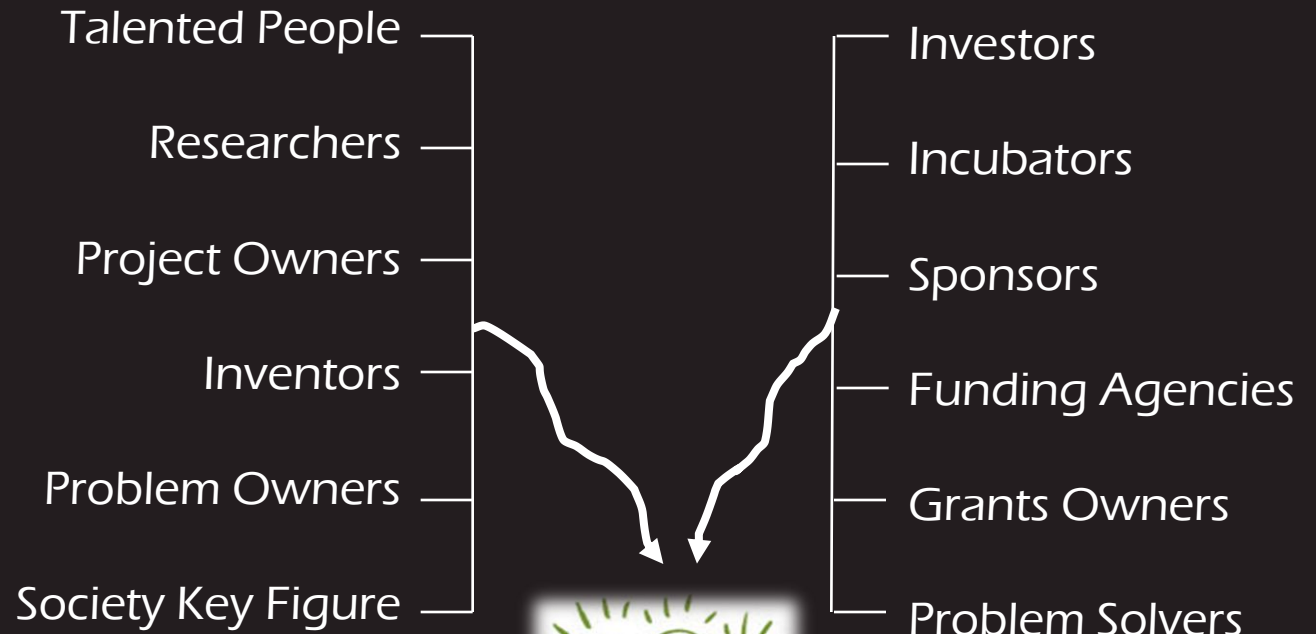 Talented People
Researchers
Project Owners
Inventors
Problem Owners
Society Key Figure
Investors
Incubators
Sponsors
Funding Agencies
Grants Owners
Problem Solvers